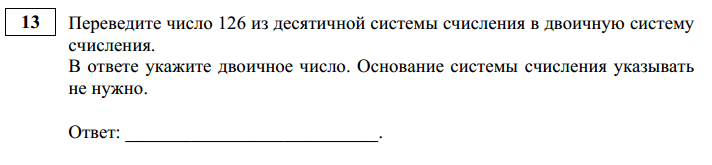 13
Переведите число 126 из десятичной системы счисления в двоичную систему
счисления.
В ответе укажите двоичное число. Основание системы счисления указывать
не нужно.
Ответ: ___________________________.